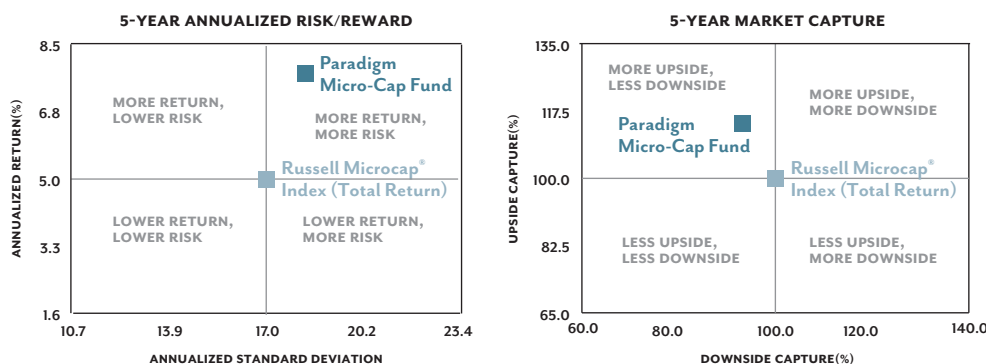 5-YEAR ANNUALIZED RISK/REWARD
8.5
6.8
5.0
3.3
1.6
ANNUALIZED RETURN(%)
Paradigm
Micro-Cap Fund
MORE RETURN,
LOWER RISK
MORE RETURN,
MORE RISK
Russell Microcap®
Index (Total Return)
LOWER RETURN,
LOWER RISK
LOWER RETURN,
MORE RISK
10.7 13.9 17.0 20.2 23.4
ANNUALIZED STANDARD DEVIATION
5-YEAR MARKET CAPTURE
135.0
117.5
100.0
82.5
65.0
UPSIDE CAPTURE(%)
MORE UPSIDE,
LESS DOWNSIDE
MORE UPSIDE,
MORE DOWNSIDE
Paradigm
Micro-Cap Fund
Russell Microcap®
Index (Total Return)
LESS UPSIDE,
LESS DOWNSIDE
LESS UPSIDE,
MORE DOWNSIDE
60.0 80.0 100.0 120.0 140.0
DOWNSIDE CAPTURE(%)